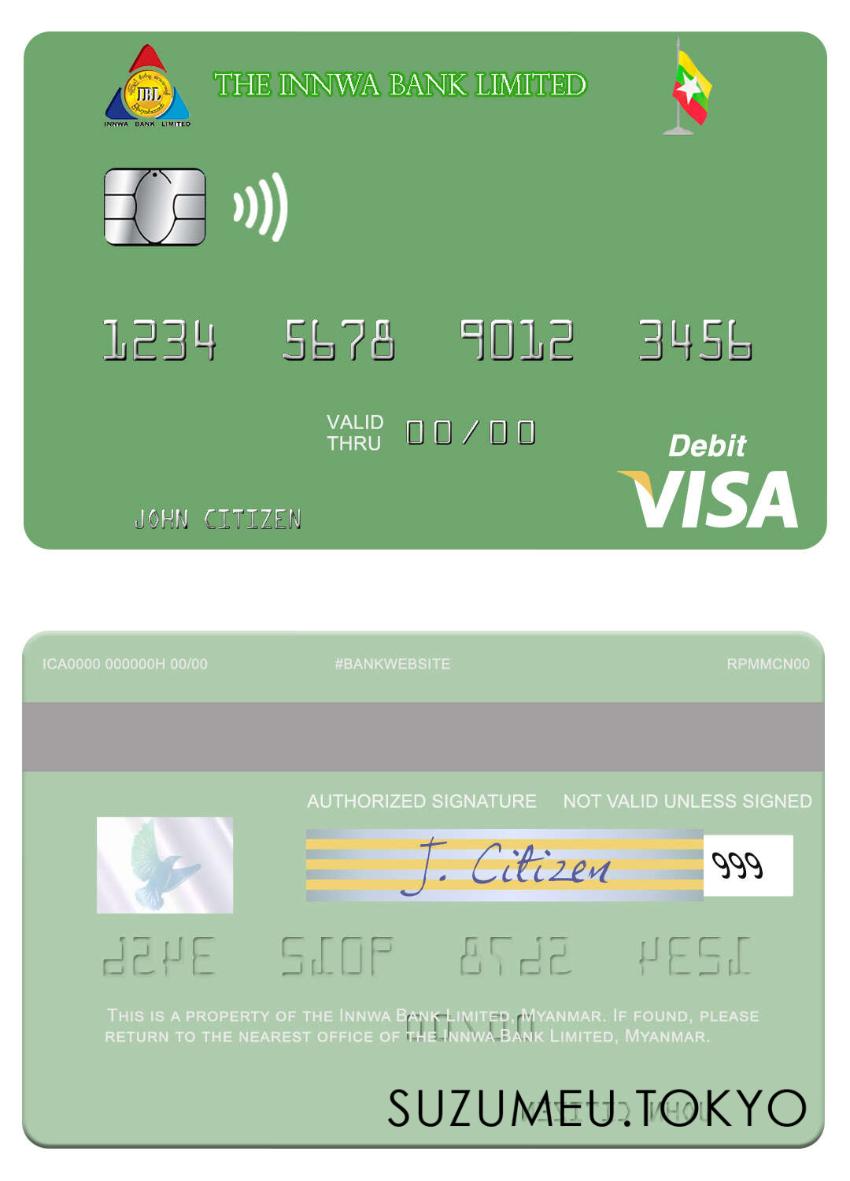 IBL
INNWA BANK LIMITED
THE INNWA BANK LIMITED
1234 5678 9012 3456
VALID THRU 00/00
Debit
VISA
JOHN CITIZEN
ICA0000 000000H 00/00 #BANKWEBSITE RPMMCN00
AUTHORIZED SIGNATURE NOT VALID UNLESS SIGNED
J. Citizen 999
THIS IS A PROPERTY OF THE INNWA BANK LIMITED, MYANMAR. IF FOUND, PLEASE
RETURN TO THE NEAREST OFFICE OF THE INNWA BANK LIMITED, MYANMAR.
SUZUMEU.TOKYO